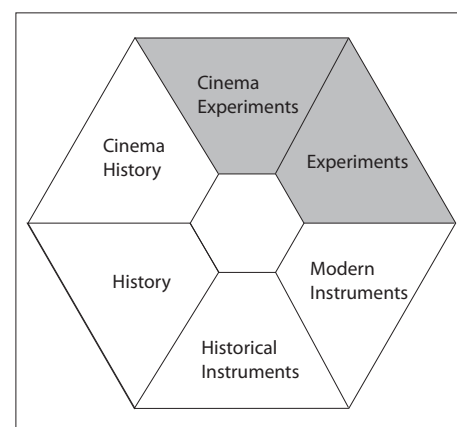 Cinema
Experiments
Experiments
Cinema
History
History
Modern
Instruments
Historical
Instruments